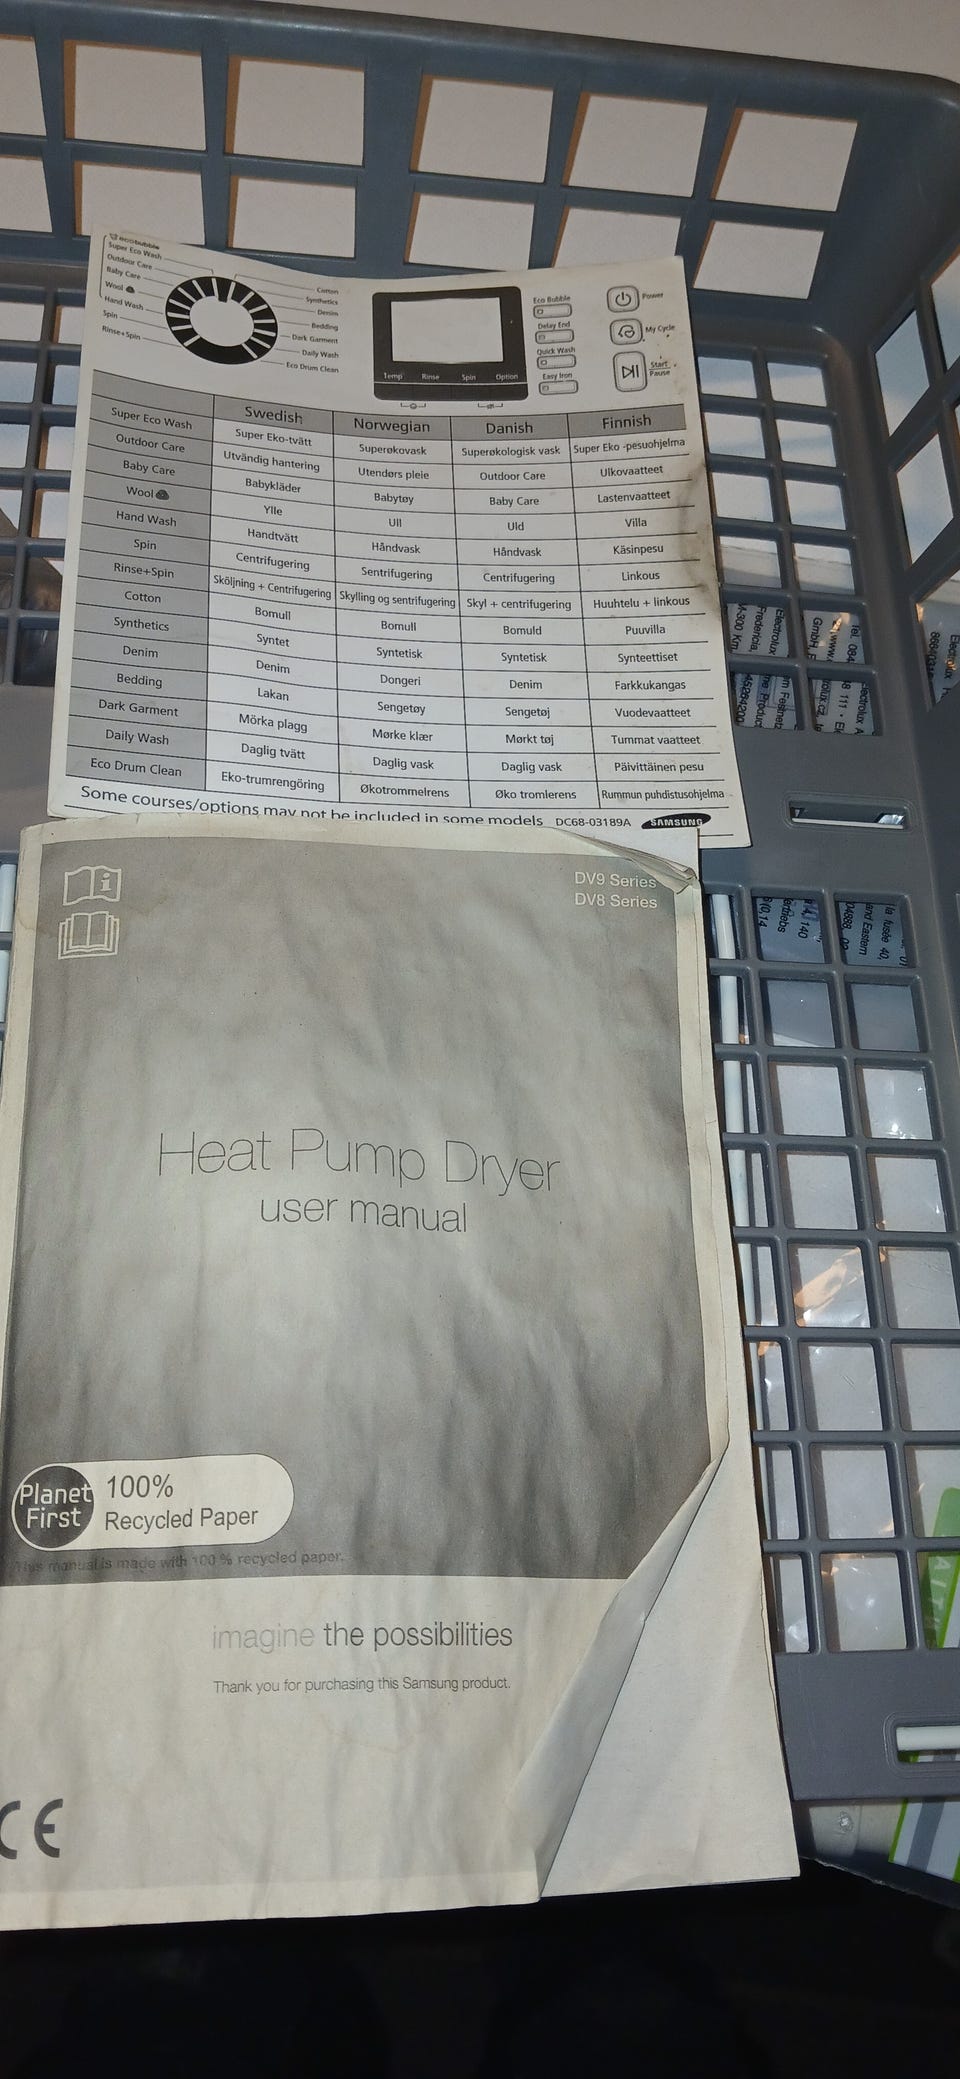 ecobubble
Super Eco Wash
Outdoor Care
Baby Care
Wool
Hand Wash
Spin
Rinse+Spin
Cotton
Synthetics
Denim
Bedding
Dark Garment
Daily Wash
Eco Drum Clean
Temp Rinse Spin Option
Eco Bubble
Delay End
Quick Wash
Easy Iron
Power
My Cycle
Start
Pause
Swedish Norwegian Danish Finnish
Super Eco Wash Super Eko-tvätt Superøkovask Superøkologisk vask Super Eko -pesuohjelma
Outdoor Care Utvändig hantering Utendørs pleie Outdoor Care Ulkovaatteet
Baby Care Babykläder Babytøy Baby Care Lastenvaatteet
Wool Ylle Ull Uld Villa
Hand Wash Handtvätt Håndvask Håndvask Käsinpesu
Spin Centrifugering Sentrifugering Centrifugering Linkous
Rinse+Spin Sköljning + Centrifugering Skylling og sentrifugering Skyl + centrifugering Huuhtelu + linkous
Cotton Bomull Bomull Bomuld Puuvilla
Synthetics Syntet Syntetisk Syntetisk Synteettiset
Denim Denim Dongeri Denim Farkkukangas
Bedding Lakan Sengetøy Sengetøj Vuodevaatteet
Dark Garment Mörka plagg Mørke klær Mørkt tøj Tummat vaatteet
Daily Wash Daglig tvätt Daglig vask Daglig vask Päivittäinen pesu
Eco Drum Clean Eko-trumrengöring Økotrommelrens Øko tromlerens Rummun puhdistusohjelma
Some courses/options may not be included in some models DC68-03189A SAMSUNG
DV9 Series
DV8 Series
Heat Pump Dryer
user manual
Planet
First
100%
Recycled Paper
This manual is made with 100 % recycled paper.
imagine the possibilities
Thank you for purchasing this Samsung product.
CE